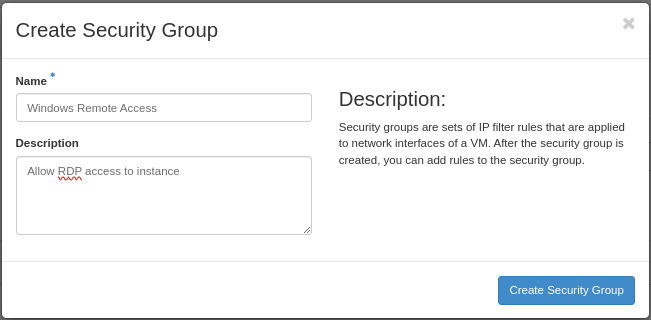 Create Security Group
Name *
Windows Remote Access
Description
Allow RDP access to instance
Description:
Security groups are sets of IP filter rules that are applied
to network interfaces of a VM. After the security group is
created, you can add rules to the security group.
Create Security Group